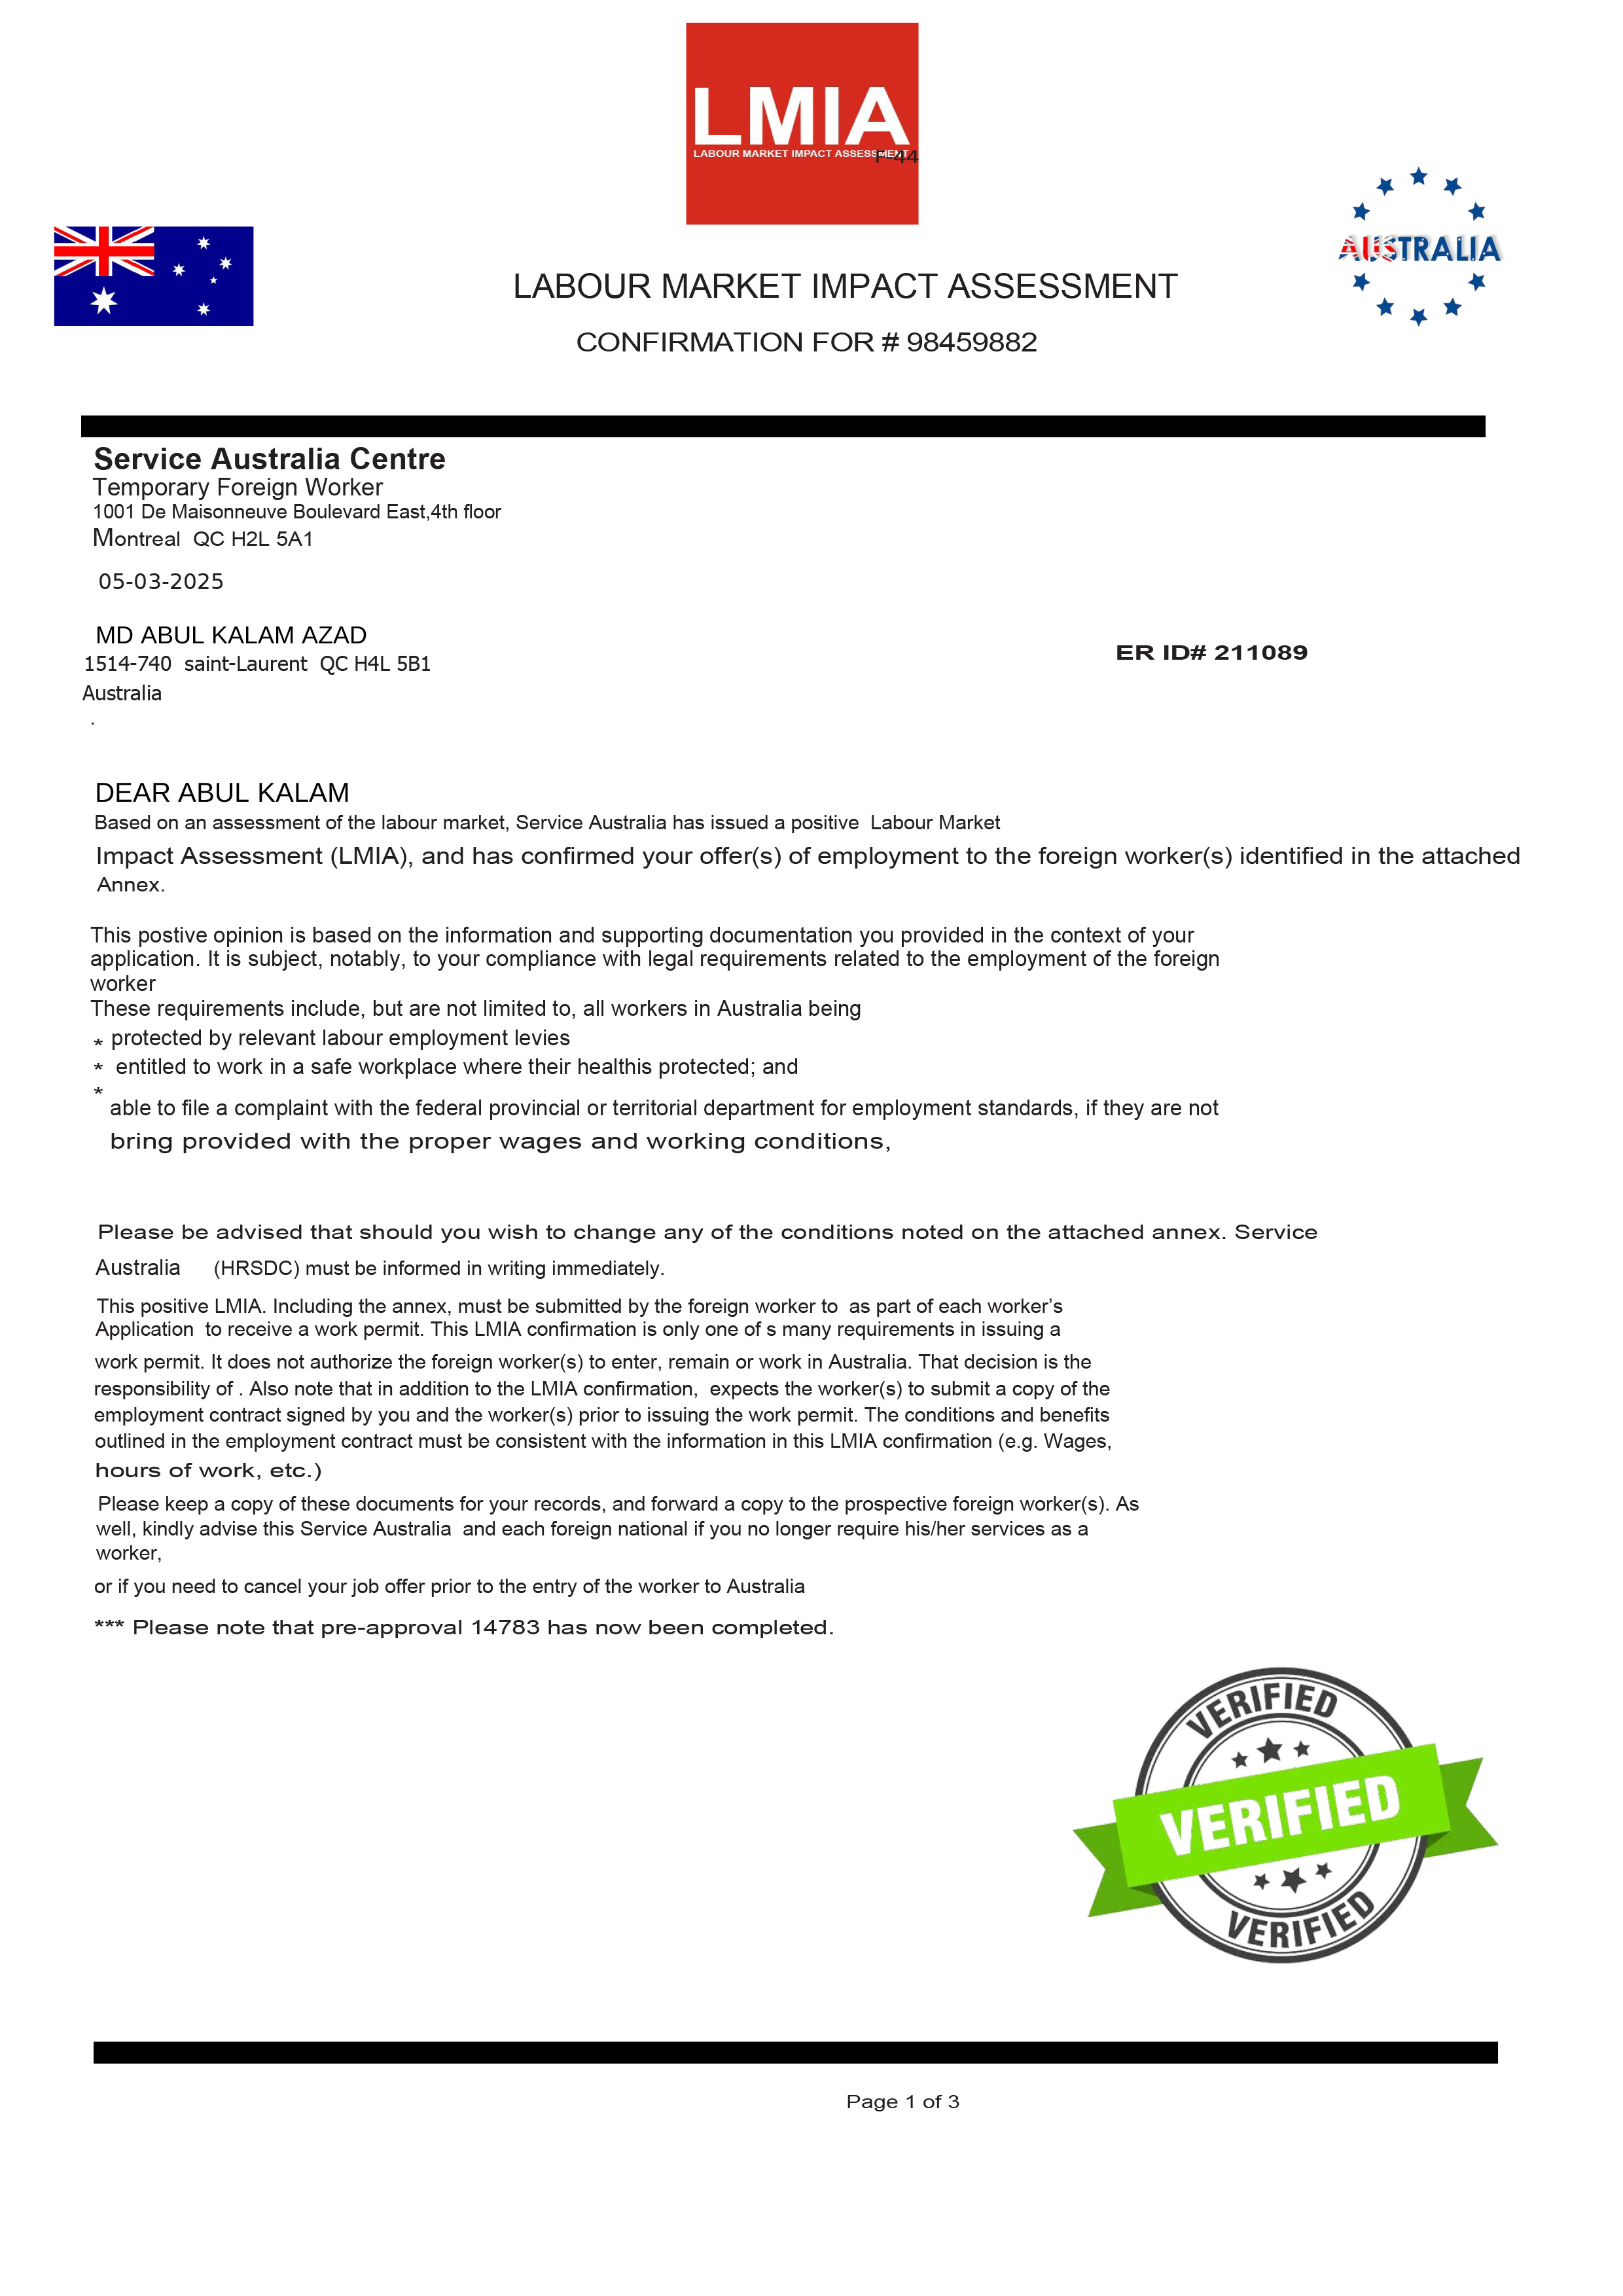 LMIA
LABOUR MARKET IMPACT ASSESSMENT
F-44
AUSTRALIA
LABOUR MARKET IMPACT ASSESSMENT
CONFIRMATION FOR # 98459882
Service Australia Centre
Temporary Foreign Worker
1001 De Maisonneuve Boulevard East,4th floor
Montreal QC H2L 5A1
05-03-2025
MD ABUL KALAM AZAD
ER ID# 211089
1514-740 saint-Laurent QC H4L 5B1
Australia
.
DEAR ABUL KALAM
Based on an assessment of the labour market, Service Australia has issued a positive Labour Market
Impact Assessment (LMIA), and has confirmed your offer(s) of employment to the foreign worker(s) identified in the attached
Annex.
This postive opinion is based on the information and supporting documentation you provided in the context of your
application. It is subject, notably, to your compliance with legal requirements related to the employment of the foreign
worker
These requirements include, but are not limited to, all workers in Australia being
* protected by relevant labour employment levies
* entitled to work in a safe workplace where their healthis protected; and
*
able to file a complaint with the federal provincial or territorial department for employment standards, if they are not
bring provided with the proper wages and working conditions,
Please be advised that should you wish to change any of the conditions noted on the attached annex. Service
Australia (HRSDC) must be informed in writing immediately.
This positive LMIA. Including the annex, must be submitted by the foreign worker to as part of each worker's
Application to receive a work permit. This LMIA confirmation is only one of s many requirements in issuing a
work permit. It does not authorize the foreign worker(s) to enter, remain or work in Australia. That decision is the
responsibility of . Also note that in addition to the LMIA confirmation, expects the worker(s) to submit a copy of the
employment contract signed by you and the worker(s) prior to issuing the work permit. The conditions and benefits
outlined in the employment contract must be consistent with the information in this LMIA confirmation (e.g. Wages,
hours of work, etc.)
Please keep a copy of these documents for your records, and forward a copy to the prospective foreign worker(s). As
well, kindly advise this Service Australia and each foreign national if you no longer require his/her services as a
worker,
or if you need to cancel your job offer prior to the entry of the worker to Australia
*** Please note that pre-approval 14783 has now been completed.
VERIFIED
VERIFIED
VERIFIED
Page 1 of 3